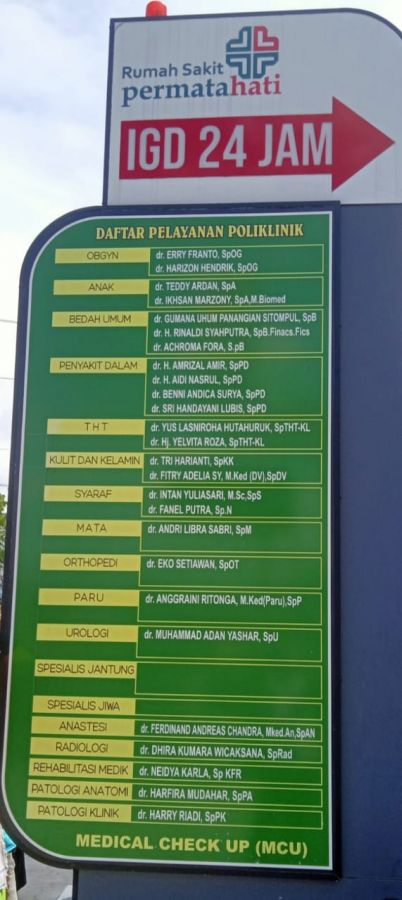 Rumah Sakit
permatahati
IGD 24 JAM
DAFTAR PELAYANAN POLIKLINIK
OBGYN
dr. ERRY FRANTO, SpOG
dr. HARIZON HENDRIK, SpOG
ANAK
dr. TEDDY ARDAN, SpA
dr. IKHSAN MARZONY, SpA,M.Biomed
BEDAH UMUM
dr. GUMANA UHUM PANANGIAN SITOMPUL, SpB
dr. H. RINALDI SYAHPUTRA, SpB.Finacs.Fics
dr. ACHROMA FORA, S.pB
PENYAKIT DALAM
dr. H. AMRIZAL AMIR, SpPD
dr. H. AIDI NASRUL, SpPD
dr. BENNI ANDICA SURYA, SpPD
dr. SRI HANDAYANI LUBIS, SpPD
T H T
dr. YUS LASNIROHA HUTAHURUK, SpTHT-KL
dr. Hj. YELVITA ROZA, SpTHT-KL
KULIT DAN KELAMIN
dr. TRI HARIANTI, SpKK
dr. FITRY ADELIA SY, M.Ked (DV),SpDV
SYARAF
dr. INTAN YULIASARI, M.Sc,SpS
dr. FANEL PUTRA, Sp.N
MATA
dr. ANDRI LIBRA SABRI, SpM
ORTHOPEDI
dr. EKO SETIAWAN, SpOT
PARU
dr. ANGGRAINI RITONGA, M.Ked(Paru),SpP
UROLOGI
dr. MUHAMMAD ADAN YASHAR, SpU
SPESIALIS JANTUNG
SPESIALIS JIWA
ANASTESI
dr. FERDINAND ANDREAS CHANDRA, Mked.An,SpAN
RADIOLOGI
dr. DHIRA KUMARA WICAKSANA, SpRad
REHABILITASI MEDIK
dr. NEIDYA KARLA, Sp KFR
PATOLOGI ANATOMI
dr. HARFIRA MUDAHAR, SpPA
PATOLOGI KLINIK
dr. HARRY RIADI, SpPK
MEDICAL CHECK UP (MCU)